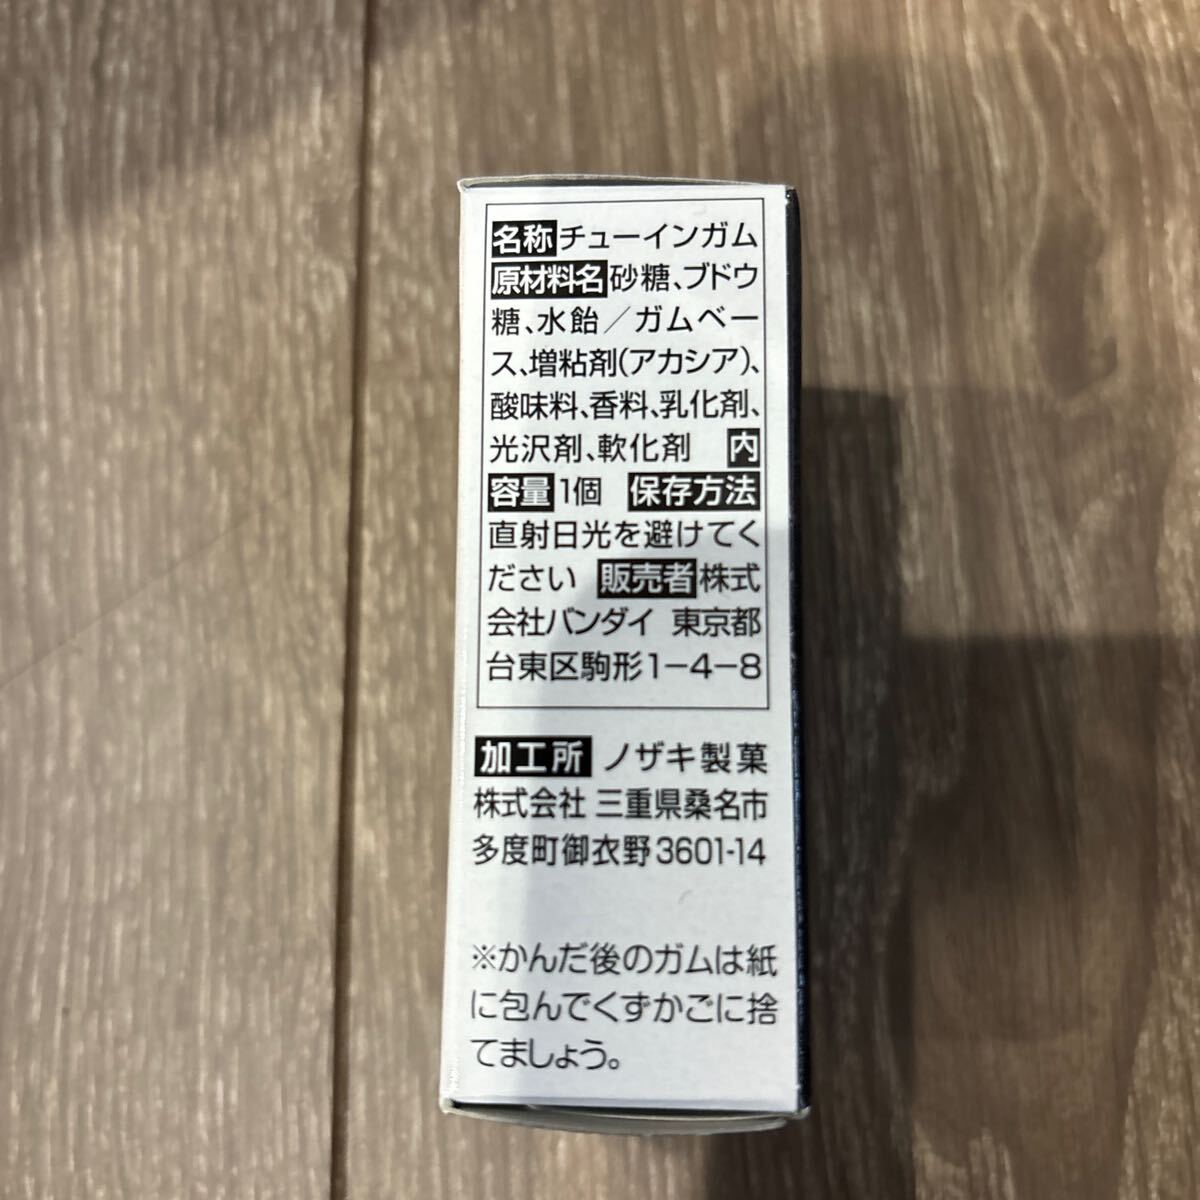 名称 チューインガム
原材料名 砂糖、ブドウ
糖、水飴／ガムベー
ス、増粘剤(アカシア)、
酸味料、香料、乳化剤、
光沢剤、軟化剤 内
容量 1個 保存方法
直射日光を避けてく
ださい 販売者 株式
会社バンダイ 東京都
台東区駒形1-4-8
加工所 ノザキ製菓
株式会社 三重県桑名市
多度町御衣野3601-14
※かんだ後のガムは紙
に包んでくずかごに捨
てましょう。